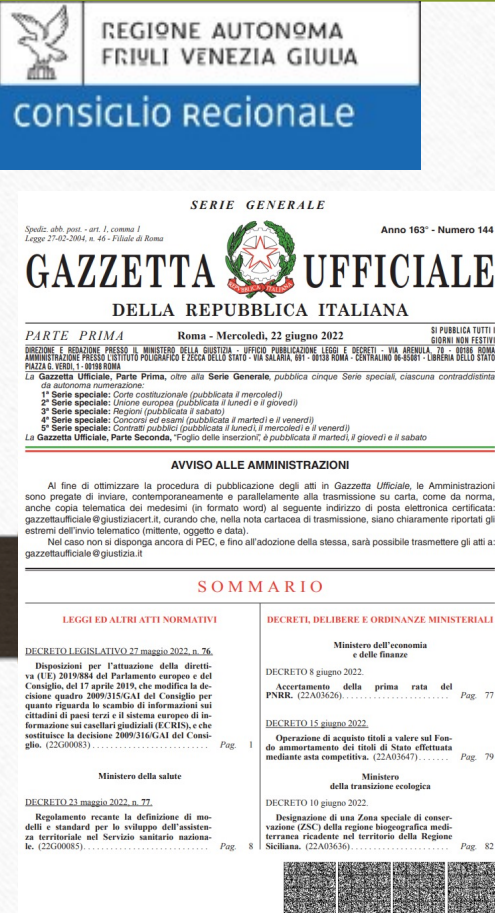 REGIONE AUTONOMA
FRIULI VENEZIA GIULIA
consiglio regionale
SERIE GENERALE
Spediz. abb. post. - art. 1, comma 1
Legge 27-02-2004, n. 46 - Filiale di Roma
Anno 163° - Numero 144
GAZZETTA UFFICIALE
REPVBBLICA ITALIANA
DELLA REPUBBLICA ITALIANA
PARTE PRIMA
Roma - Mercoledì, 22 giugno 2022
SI PUBBLICA TUTTI I
GIORNI NON FESTIVI
DIREZIONE E REDAZIONE PRESSO IL MINISTERO DELLA GIUSTIZIA - UFFICIO PUBBLICAZIONE LEGGI E DECRETI - VIA ARENULA, 70 - 00186 ROMA
AMMINISTRAZIONE PRESSO L'ISTITUTO POLIGRAFICO E ZECCA DELLO STATO - VIA SALARIA, 691 - 00138 ROMA - CENTRALINO 06-85081 - LIBRERIA DELLO STATO
PIAZZA G. VERDI, 1 - 00198 ROMA
La Gazzetta Ufficiale, Parte Prima, oltre alla Serie Generale, pubblica cinque Serie speciali, ciascuna contraddistinta
da autonoma numerazione:
1ª Serie speciale: Corte costituzionale (pubblicata il mercoledì)
2ª Serie speciale: Unione europea (pubblicata il lunedì e il giovedì)
3ª Serie speciale: Regioni (pubblicata il sabato)
4ª Serie speciale: Concorsi ed esami (pubblicata il martedì e il venerdì)
5ª Serie speciale: Contratti pubblici (pubblicata il lunedì, il mercoledì e il venerdì)
La Gazzetta Ufficiale, Parte Seconda, "Foglio delle inserzioni", è pubblicata il martedì, il giovedì e il sabato
AVVISO ALLE AMMINISTRAZIONI
Al fine di ottimizzare la procedura di pubblicazione degli atti in Gazzetta Ufficiale, le Amministrazioni
sono pregate di inviare, contemporaneamente e parallelamente alla trasmissione su carta, come da norma,
anche copia telematica dei medesimi (in formato word) al seguente indirizzo di posta elettronica certificata:
gazzettaufficiale@giustiziacert.it, curando che, nella nota cartacea di trasmissione, siano chiaramente riportati gli
estremi dell'invio telematico (mittente, oggetto e data).
Nel caso non si disponga ancora di PEC, e fino all'adozione della stessa, sarà possibile trasmettere gli atti a:
gazzettaufficiale@giustizia.it
SOMMARIO
LEGGI ED ALTRI ATTI NORMATIVI
DECRETO LEGISLATIVO 27 maggio 2022, n. 76.
Disposizioni per l'attuazione della diretti-
va (UE) 2019/884 del Parlamento europeo e del
Consiglio, del 17 aprile 2019, che modifica la de-
cisione quadro 2009/315/GAI del Consiglio per
quanto riguarda lo scambio di informazioni sui
cittadini di paesi terzi e il sistema europeo di in-
formazione sui casellari giudiziali (ECRIS), e che
sostituisce la decisione 2009/316/GAI del Consi-
glio. (22G00083) . . . . . . . . . . . . . . . . . . . . . . . . . Pag. 1
Ministero della salute
DECRETO 23 maggio 2022, n. 77.
Regolamento recante la definizione di mo-
delli e standard per lo sviluppo dell'assisten-
za territoriale nel Servizio sanitario naziona-
le. (22G00085). . . . . . . . . . . . . . . . . . . . . . . . . . . Pag. 8
DECRETI, DELIBERE E ORDINANZE MINISTERIALI
Ministero dell'economia
e delle finanze
DECRETO 8 giugno 2022.
Accertamento della prima rata del
PNRR. (22A03626). . . . . . . . . . . . . . . . . . . . . . . Pag. 77
DECRETO 15 giugno 2022.
Operazione di acquisto titoli a valere sul Fon-
do ammortamento dei titoli di Stato effettuata
mediante asta competitiva. (22A03647) . . . . . . . Pag. 79
Ministero
della transizione ecologica
DECRETO 10 giugno 2022.
Designazione di una Zona speciale di conser-
vazione (ZSC) della regione biogeografica medi-
terranea ricadente nel territorio della Regione
Siciliana. (22A03636) . . . . . . . . . . . . . . . . . . . . . Pag. 82